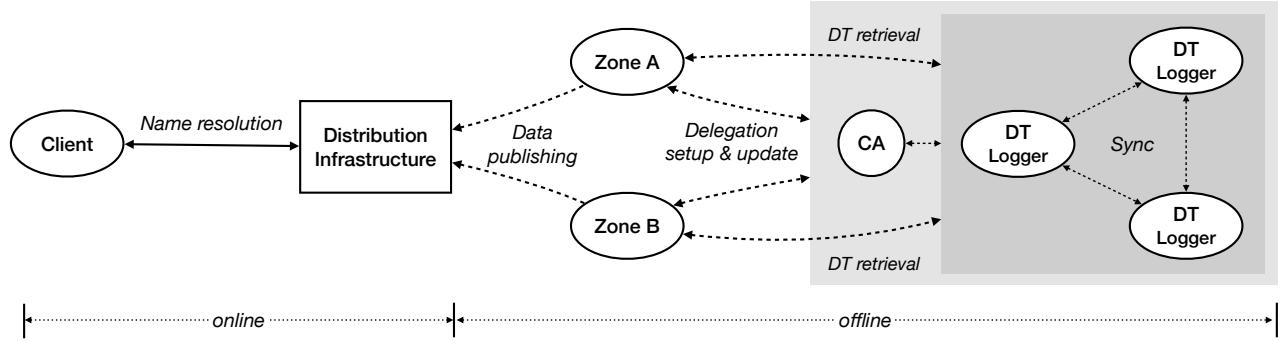 Client
Name resolution
Distribution
Infrastructure
Data
publishing
Zone A
Zone B
Delegation
setup & update
DT retrieval
DT retrieval
CA
DT
Logger
DT
Logger
DT
Logger
Sync
online
offline